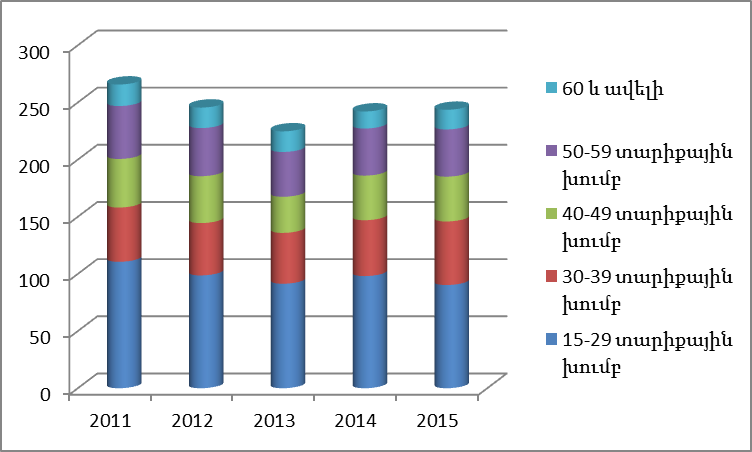 300
250
200
150
100
50
0
2011 2012 2013 2014 2015
60 և ավելի
50-59 տարիքային
խումբ
40-49 տարիքային
խումբ
30-39 տարիքային
խումբ
15-29 տարիքային
խումբ